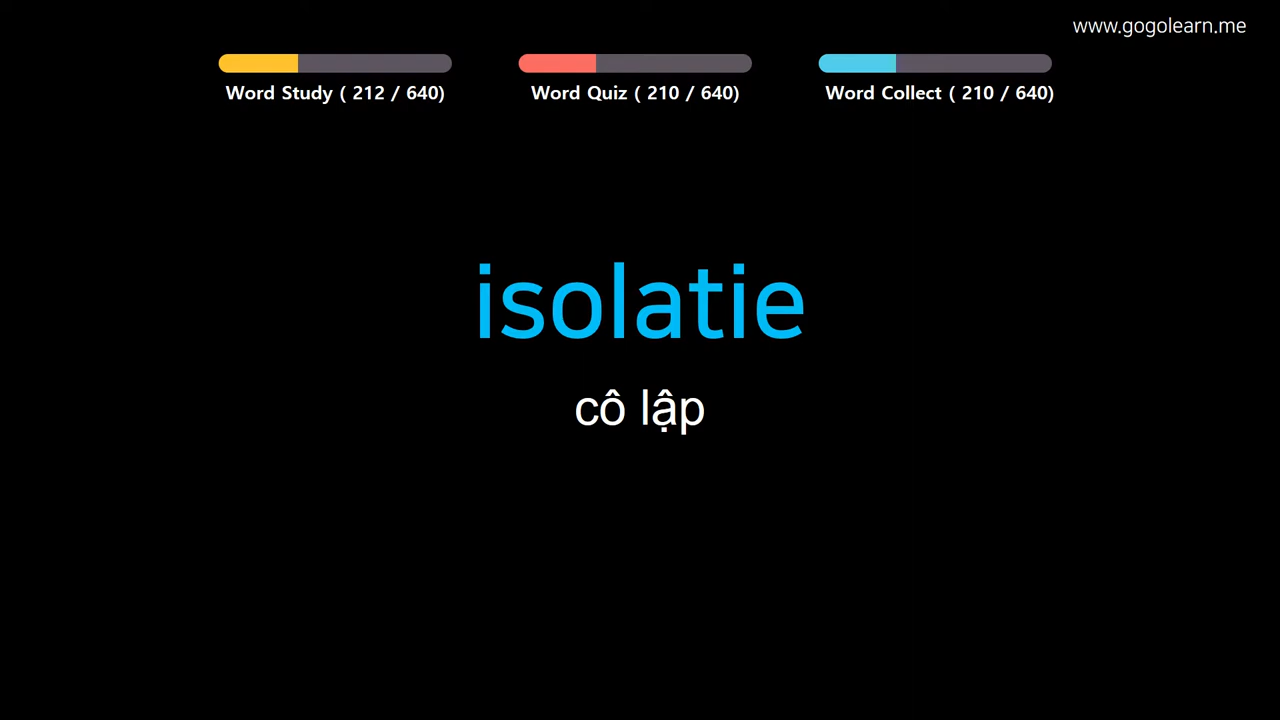 www.gogolearn.me
Word Study ( 212 / 640)
Word Quiz ( 210 / 640)
Word Collect ( 210 / 640)
isolatie
cô lập